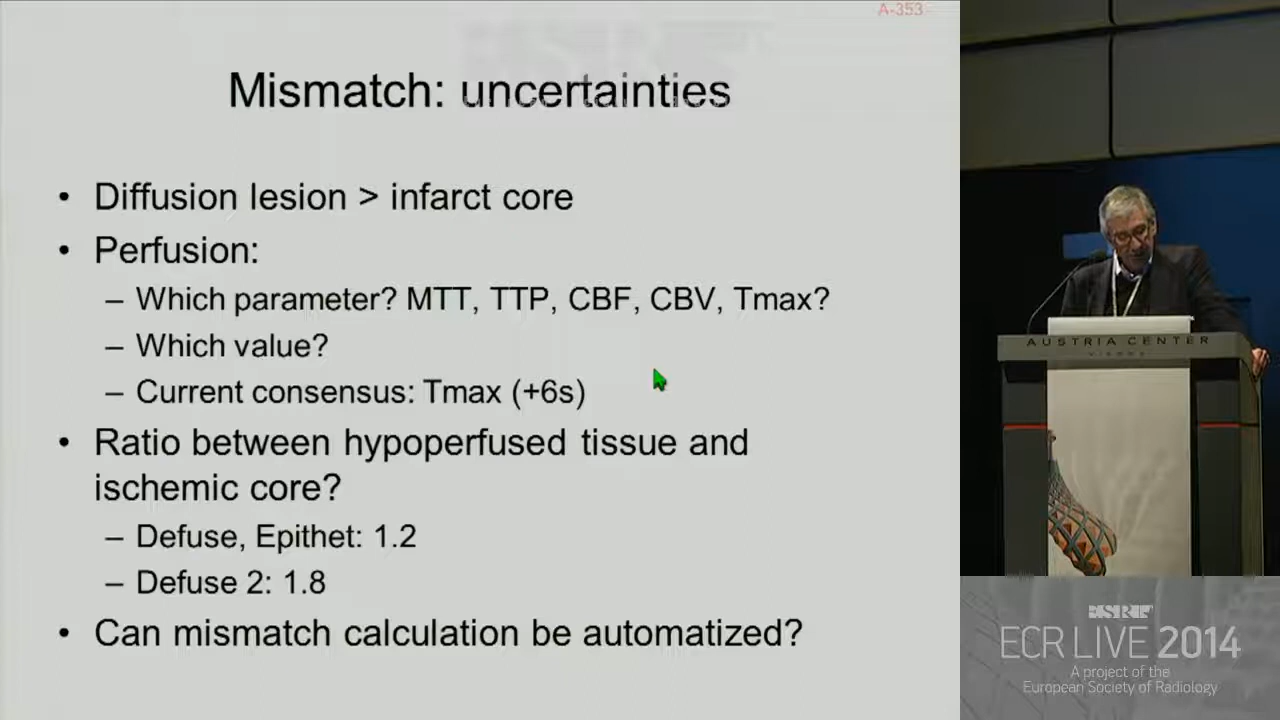 A-353
Mismatch: uncertainties
• Diffusion lesion > infarct core
• Perfusion:
– Which parameter? MTT, TTP, CBF, CBV, Tmax?
– Which value?
– Current consensus: Tmax (+6s)
• Ratio between hypoperfused tissue and
ischemic core?
– Defuse, Epithet: 1.2
– Defuse 2: 1.8
• Can mismatch calculation be automatized?
AUSTRIA CENTER
VIENNA
ECR LIVE 2014
A project of the
European Society of Radiology